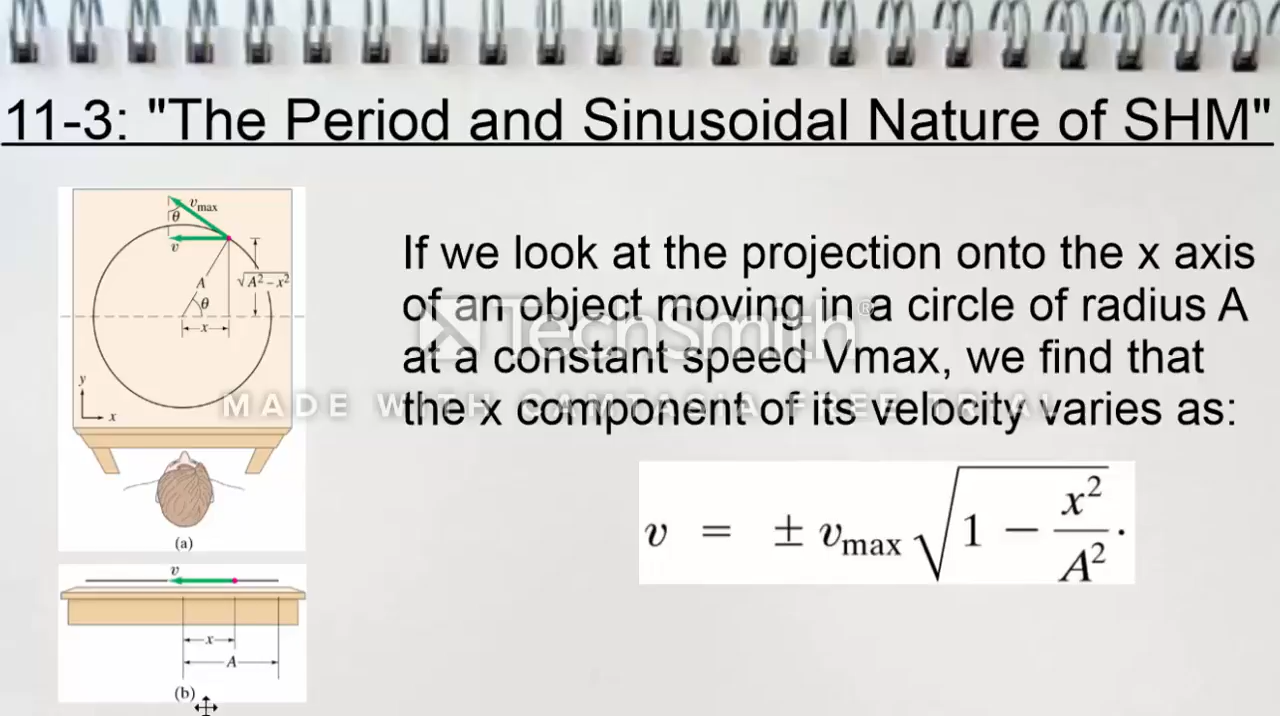 11-3: "The Period and Sinusoidal Nature of SHM"
v_max
θ
v
A
√A² − x²
θ
x
y
x
(a)
v
x
A
(b)
If we look at the projection onto the x axis
of an object moving in a circle of radius A
at a constant speed Vmax, we find that
the x component of its velocity varies as:
TechSmith®
MADE WITH CAMTASIA FREE TRIAL
v = ± v_max √1 − x²/A².